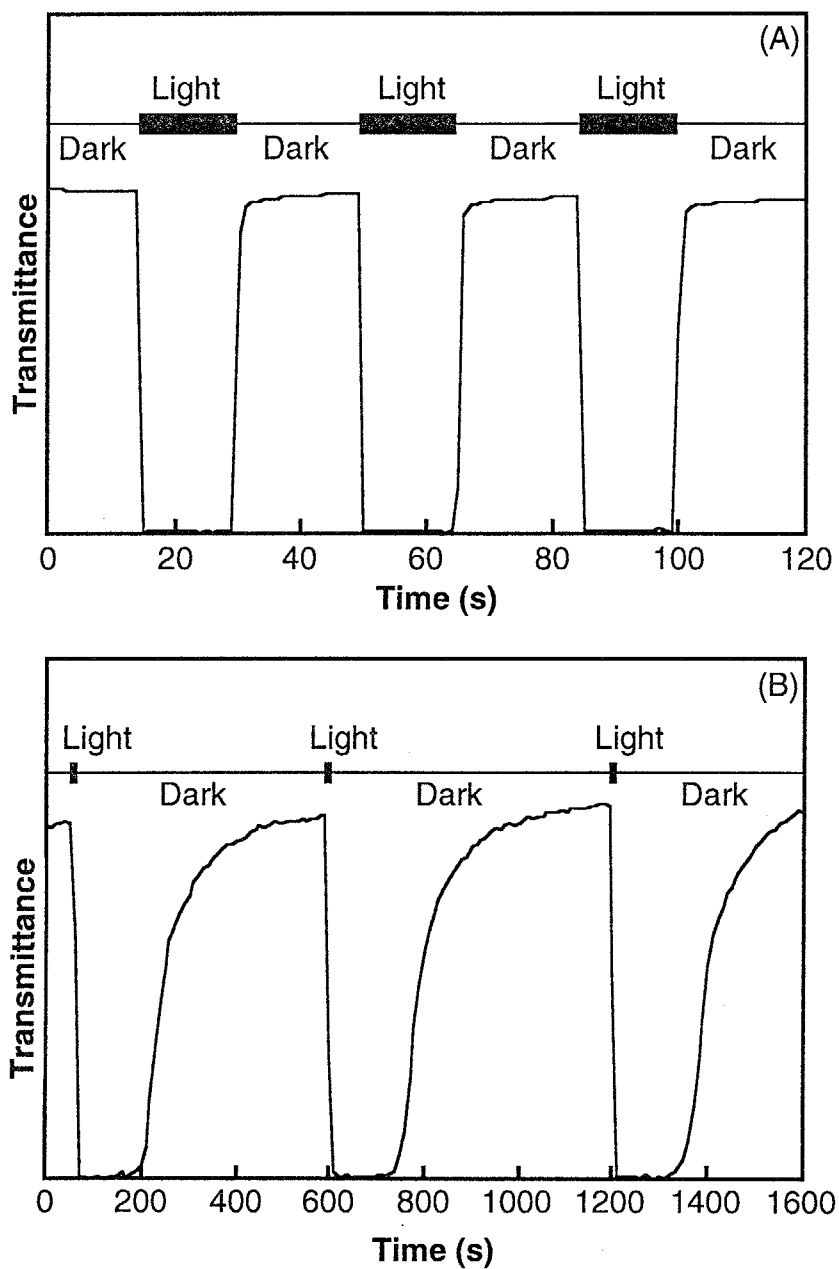 (A)
Light Light Light
Dark Dark Dark Dark
Transmittance
0 20 40 60 80 100 120
Time (s)
(B)
Light Light Light
Dark Dark Dark
Transmittance
0 200 400 600 800 1000 1200 1400 1600
Time (s)